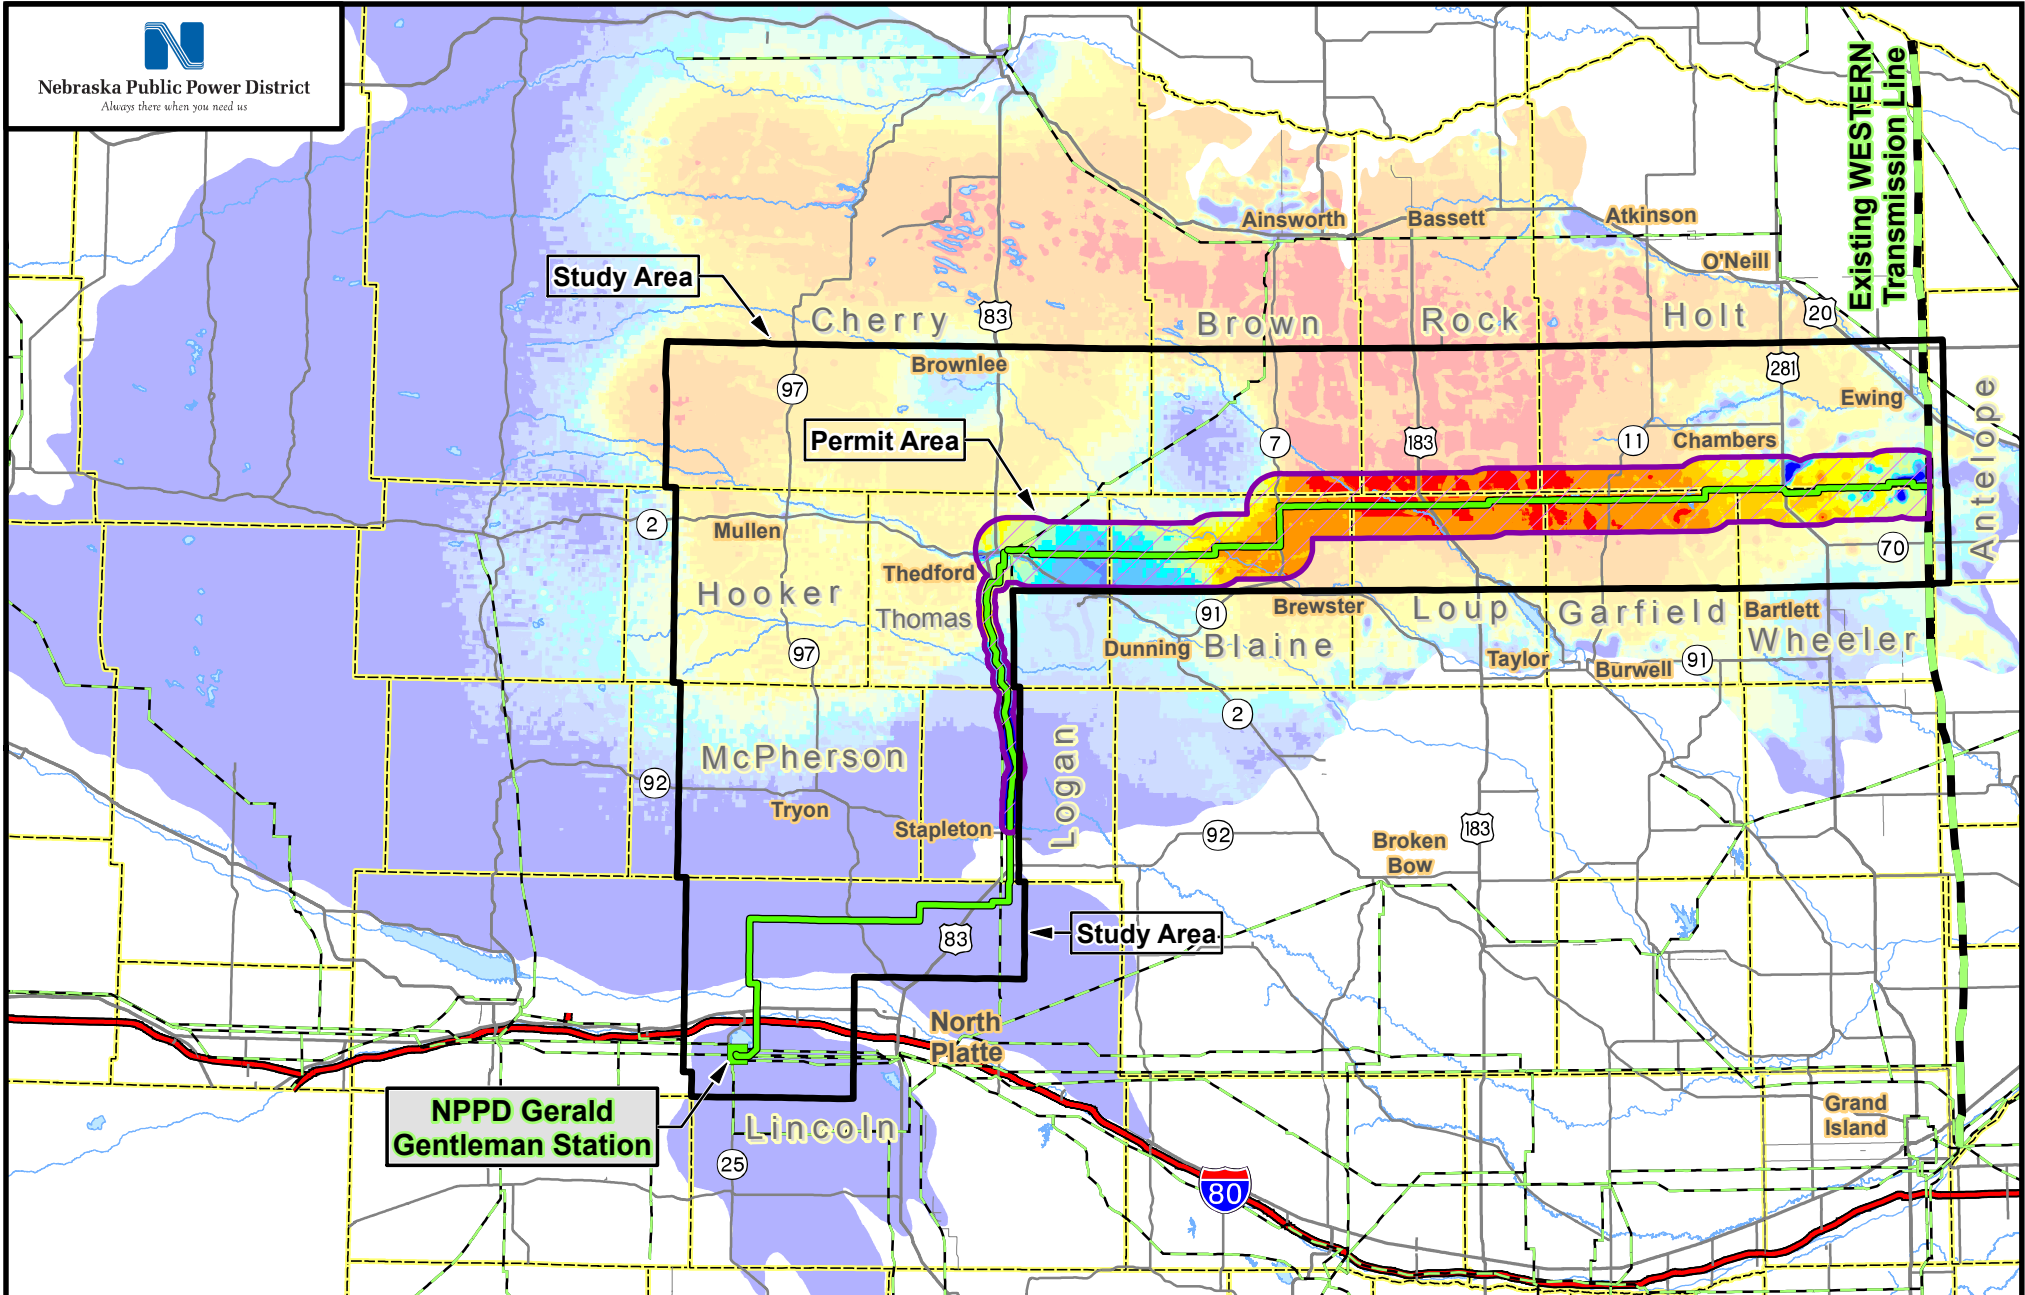 Nebraska Public Power District
Always there when you need us
Existing WESTERN
Transmission Line
Ainsworth
Bassett
Atkinson
O'Neill
Study Area
83
Cherry
Brown
Rock
Holt
20
Brownlee
97
281
Ewing
Permit Area
7
183
11
Chambers
Antelope
2
Mullen
70
Thedford
Hooker
Thomas
91
Brewster
Loup
Garfield
Bartlett
Dunning
Blaine
Wheeler
97
Taylor
Burwell
91
2
McPherson
Logan
92
Tryon
Stapleton
92
183
Broken
Bow
83
Study Area
North
Platte
NPPD Gerald
Gentleman Station
Lincoln
Grand
Island
25
80